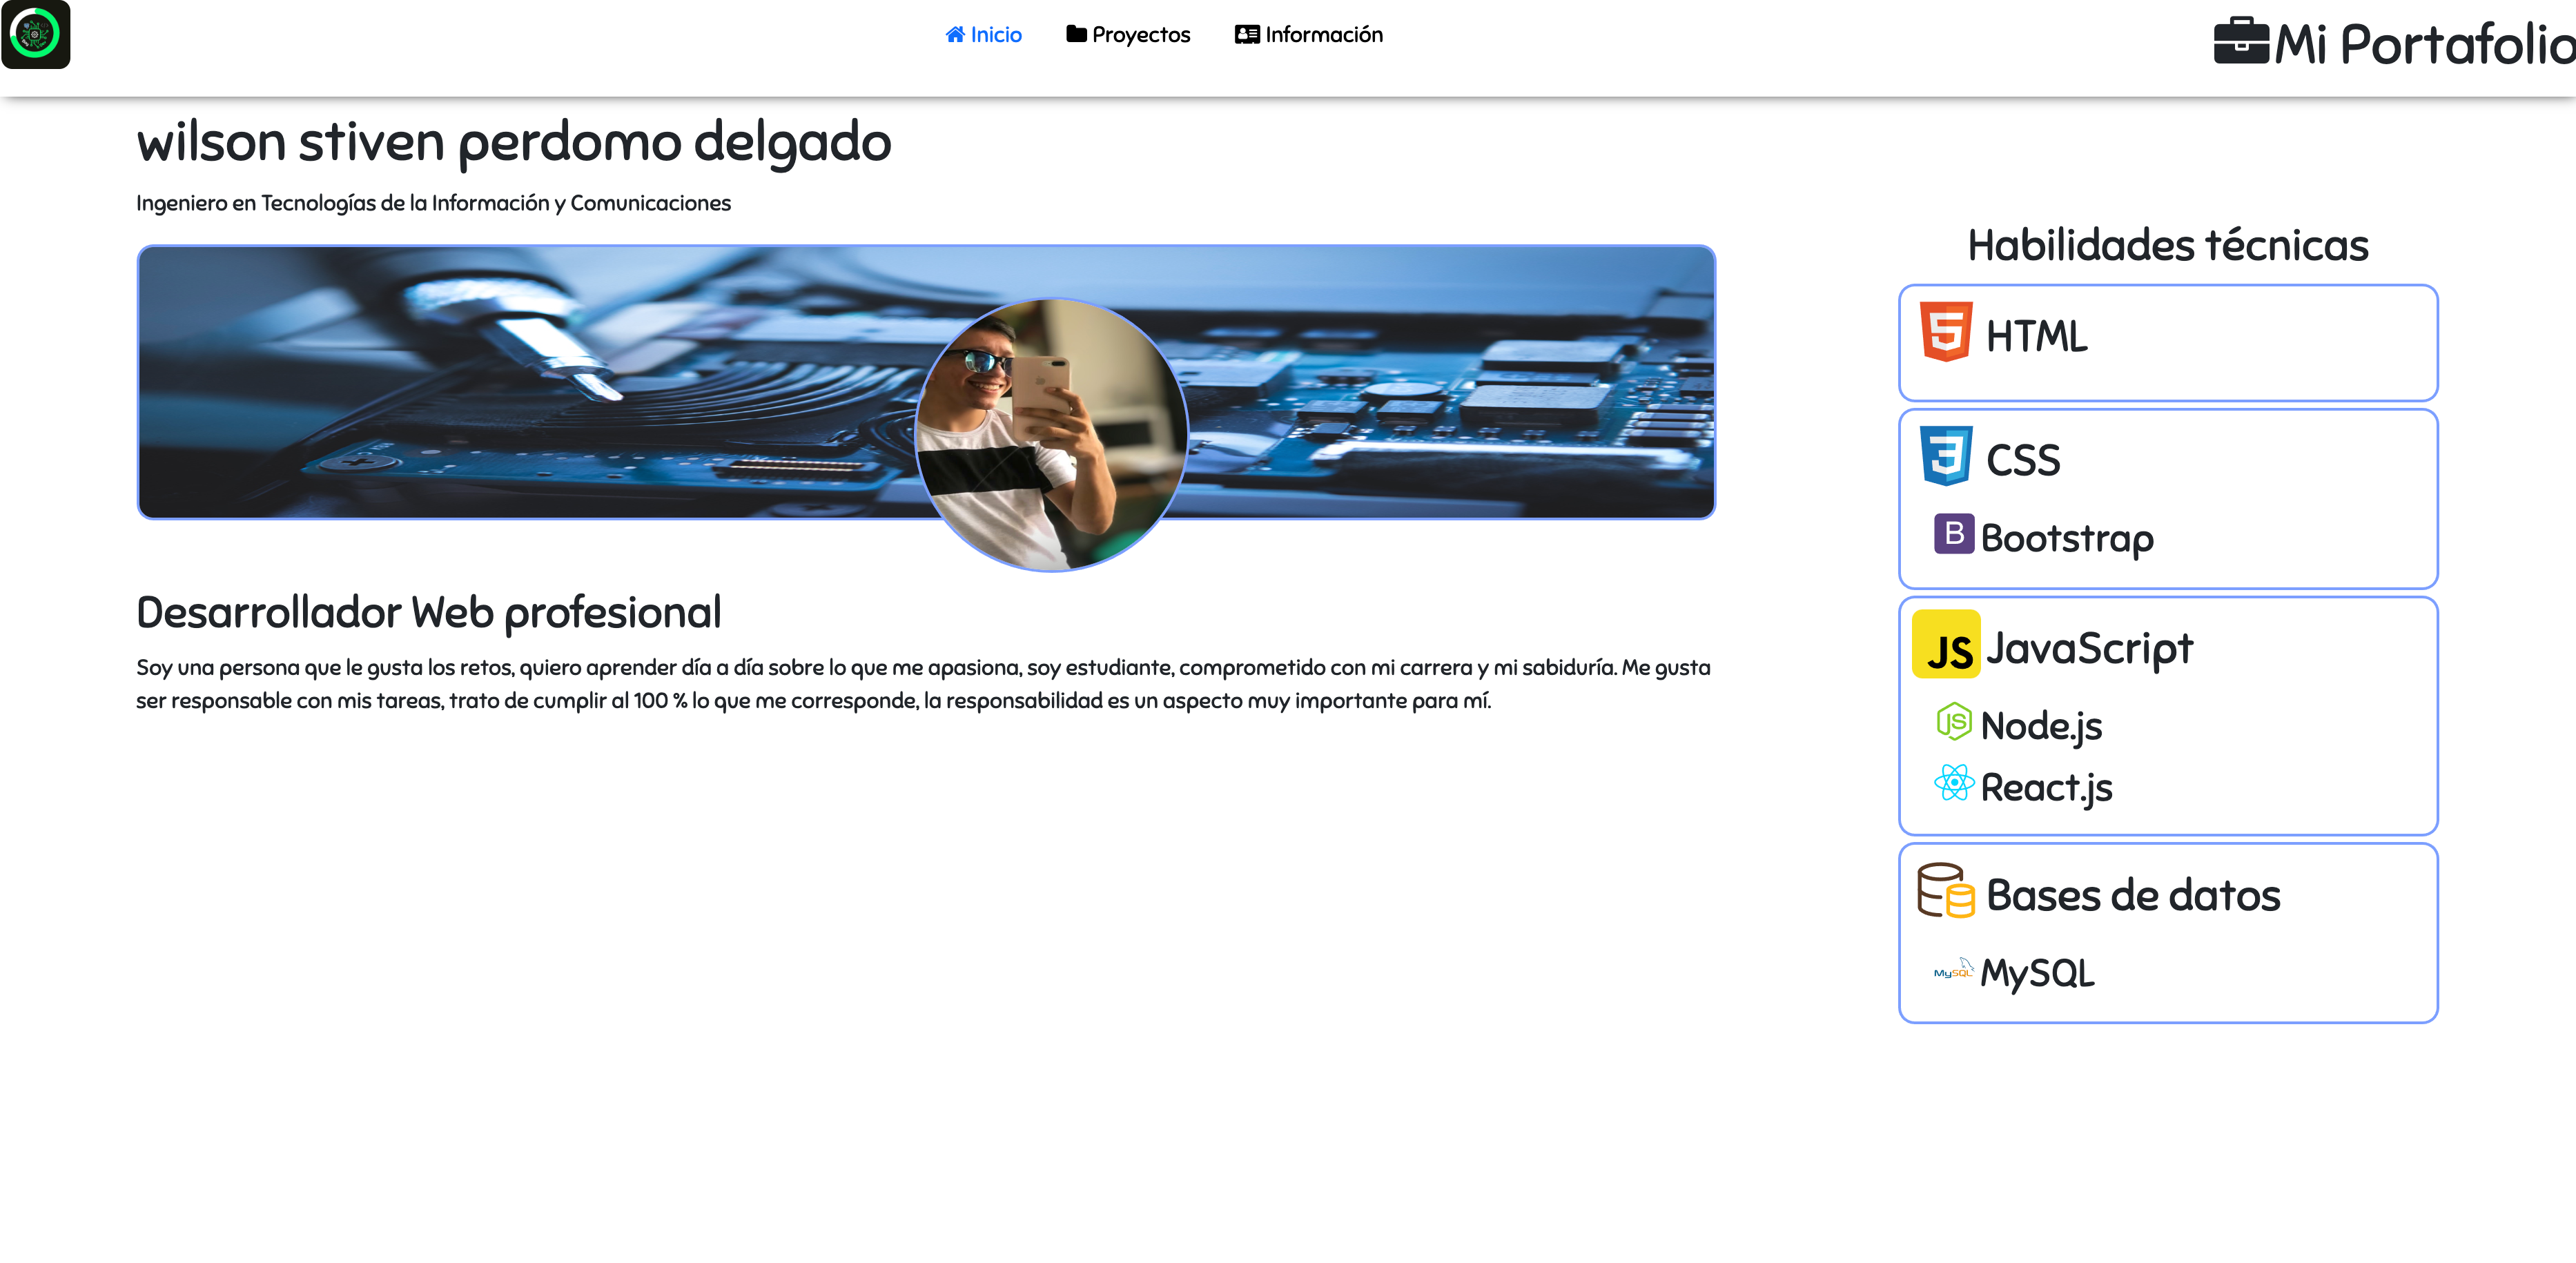 Inicio
Proyectos
Información
Mi Portafolio
wilson stiven perdomo delgado
Ingeniero en Tecnologías de la Información y Comunicaciones
Desarrollador Web profesional
Soy una persona que le gusta los retos, quiero aprender día a día sobre lo que me apasiona, soy estudiante, comprometido con mi carrera y mi sabiduría. Me gusta
ser responsable con mis tareas, trato de cumplir al 100 % lo que me corresponde, la responsabilidad es un aspecto muy importante para mí.
Habilidades técnicas
5 HTML
3 CSS
B Bootstrap
JS JavaScript
JS Node.js
React.js
Bases de datos
MySQL MySQL